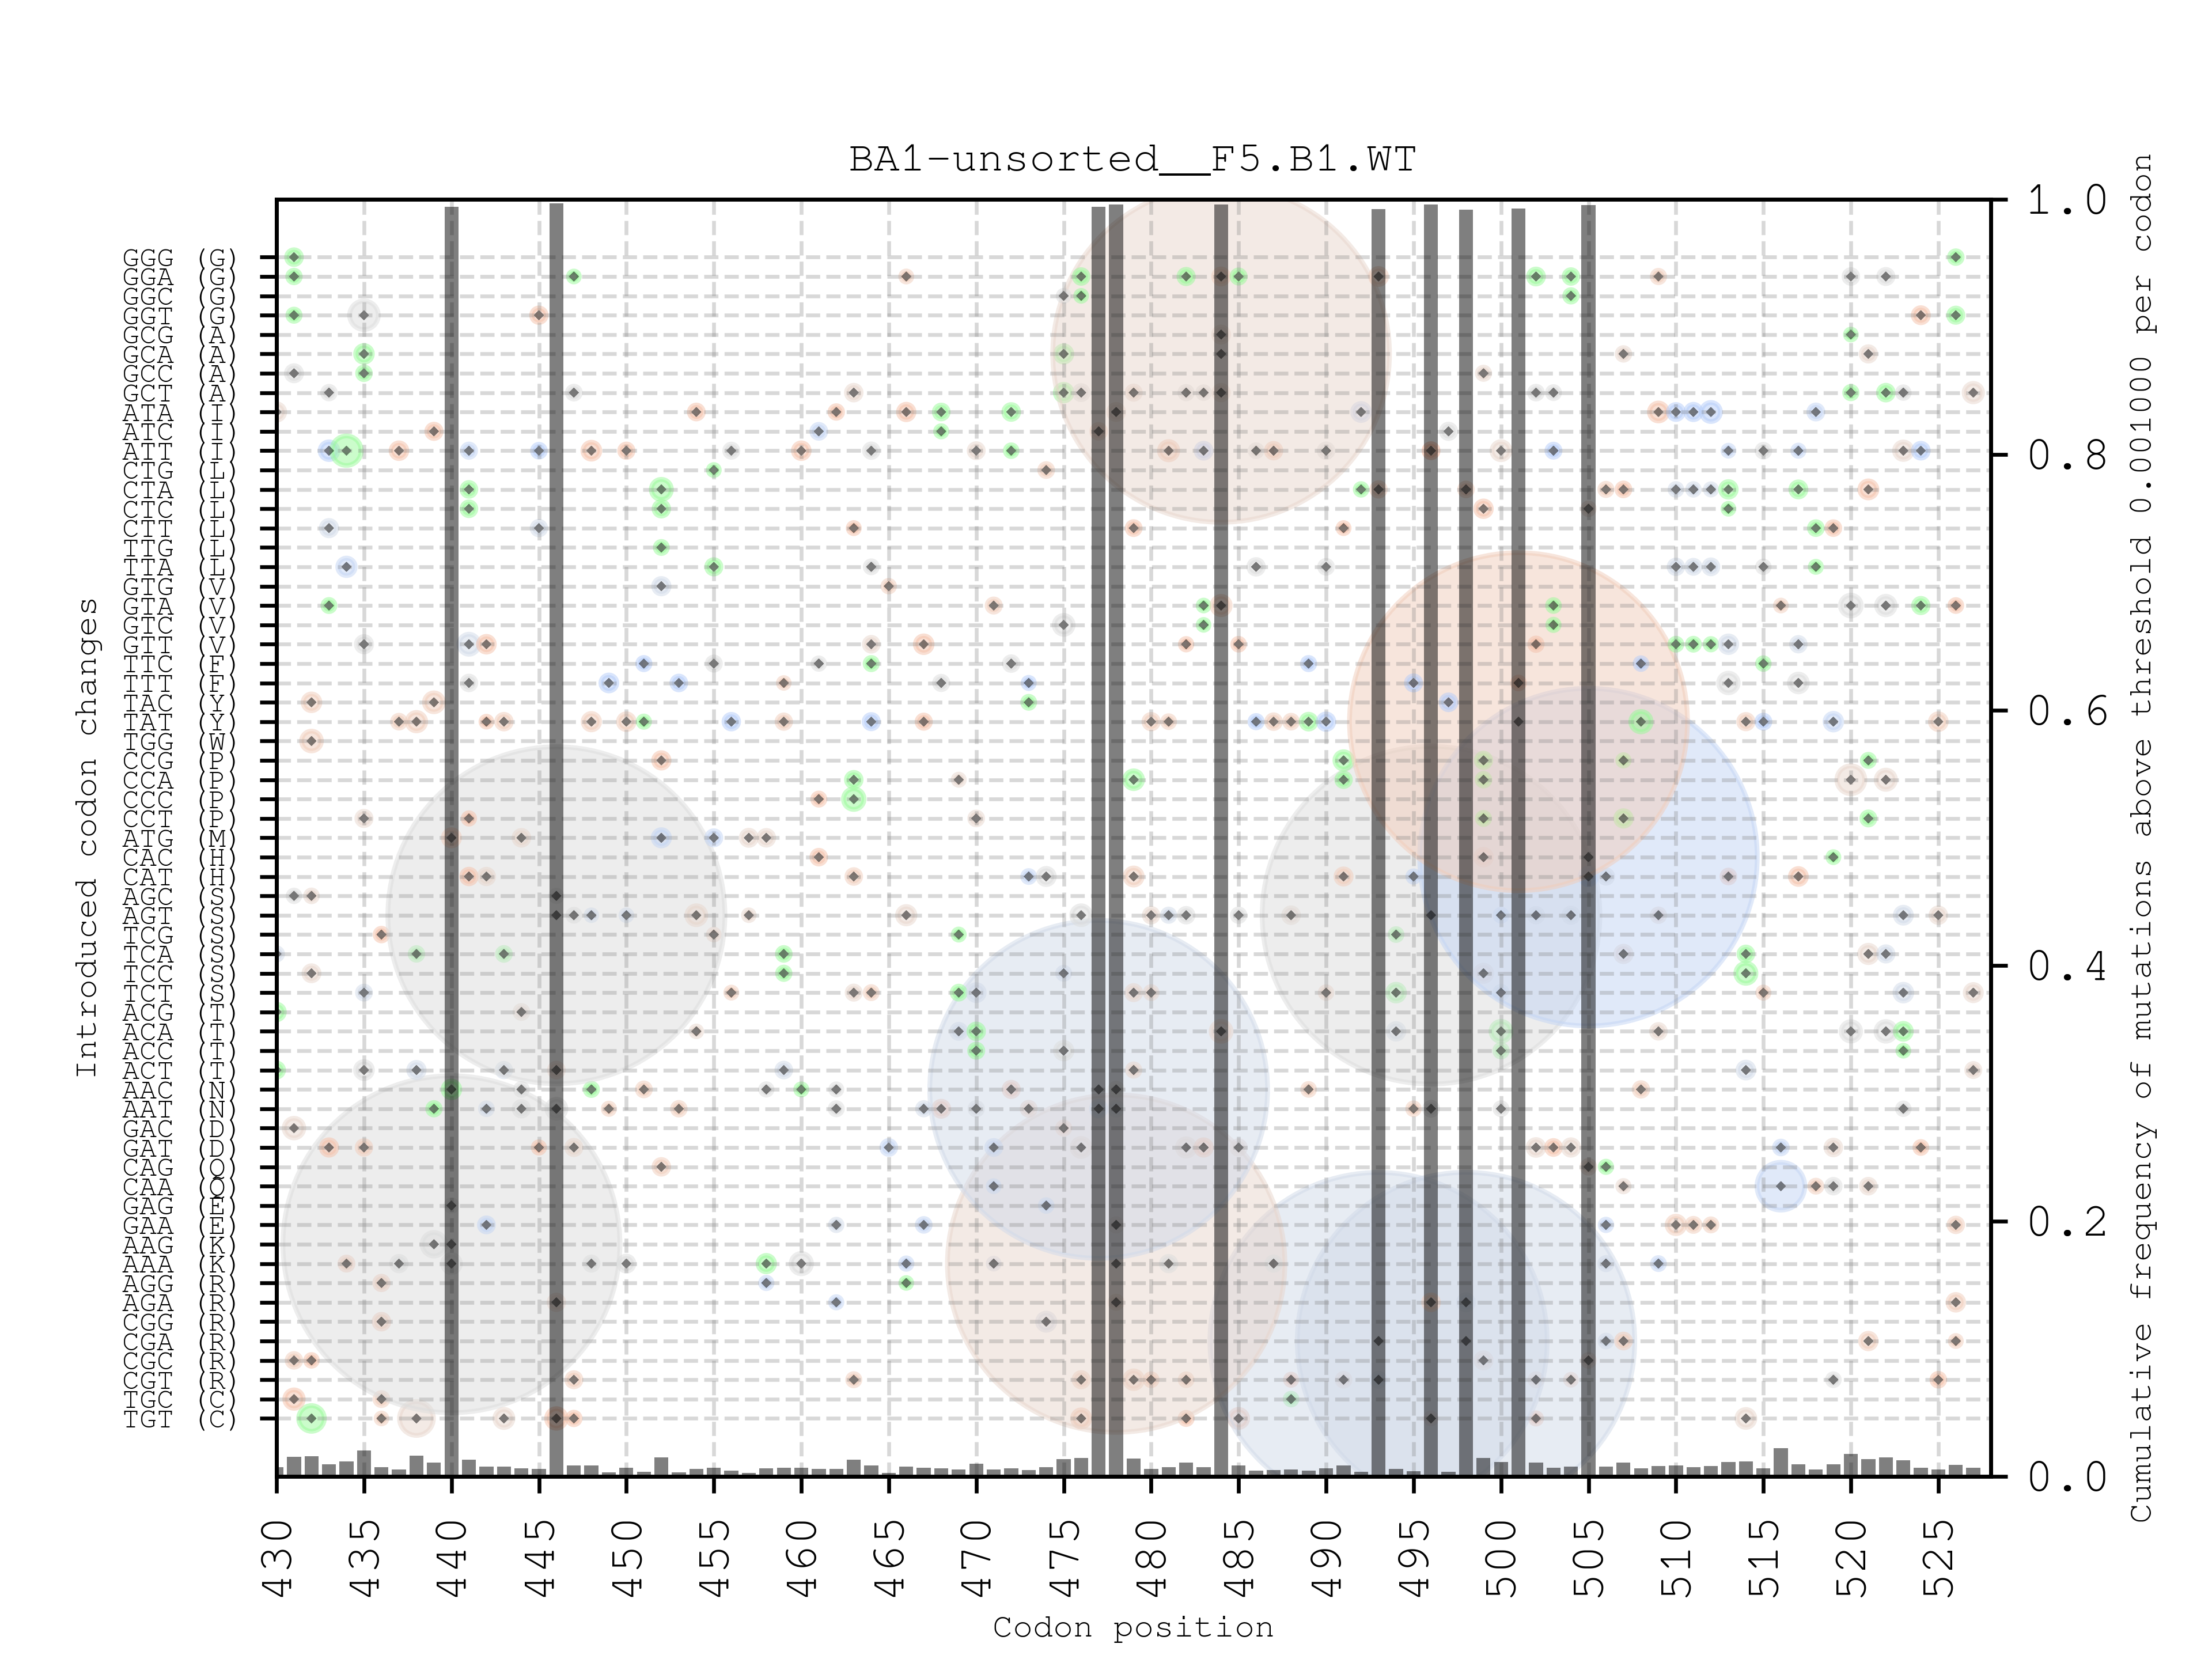 BA1-unsorted__F5.B1.WT
Introduced codon changes
GGG (G)
GGA (G)
GGC (G)
GGT (G)
GCG (A)
GCA (A)
GCC (A)
GCT (A)
ATA (I)
ATC (I)
ATT (I)
CTG (L)
CTA (L)
CTC (L)
CTT (L)
TTG (L)
TTA (L)
GTG (V)
GTA (V)
GTC (V)
GTT (V)
TTC (F)
TTT (F)
TAC (Y)
TAT (Y)
TGG (W)
CCG (P)
CCA (P)
CCC (P)
CCT (P)
ATG (M)
CAC (H)
CAT (H)
AGC (S)
AGT (S)
TCG (S)
TCA (S)
TCC (S)
TCT (S)
ACG (T)
ACA (T)
ACC (T)
ACT (T)
AAC (N)
AAT (N)
GAC (D)
GAT (D)
CAG (Q)
CAA (Q)
GAG (E)
GAA (E)
AAG (K)
AAA (K)
AGG (R)
AGA (R)
CGG (R)
CGA (R)
CGC (R)
CGT (R)
TGC (C)
TGT (C)
1.0
0.8
0.6
0.4
0.2
0.0
Cumulative frequency of mutations above threshold 0.001000 per codon
430 435 440 445 450 455 460 465 470 475 480 485 490 495 500 505 510 515 520 525
Codon position